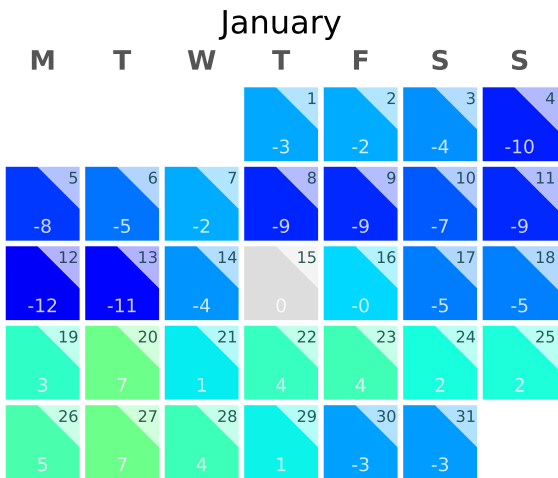 January
M T W T F S S
1 2 3 4
-3 -2 -4 -10
5 6 7 8 9 10 11
-8 -5 -2 -9 -9 -7 -9
12 13 14 15 16 17 18
-12 -11 -4 0 -0 -5 -5
19 20 21 22 23 24 25
3 7 1 4 4 2 2
26 27 28 29 30 31
5 7 4 1 -3 -3